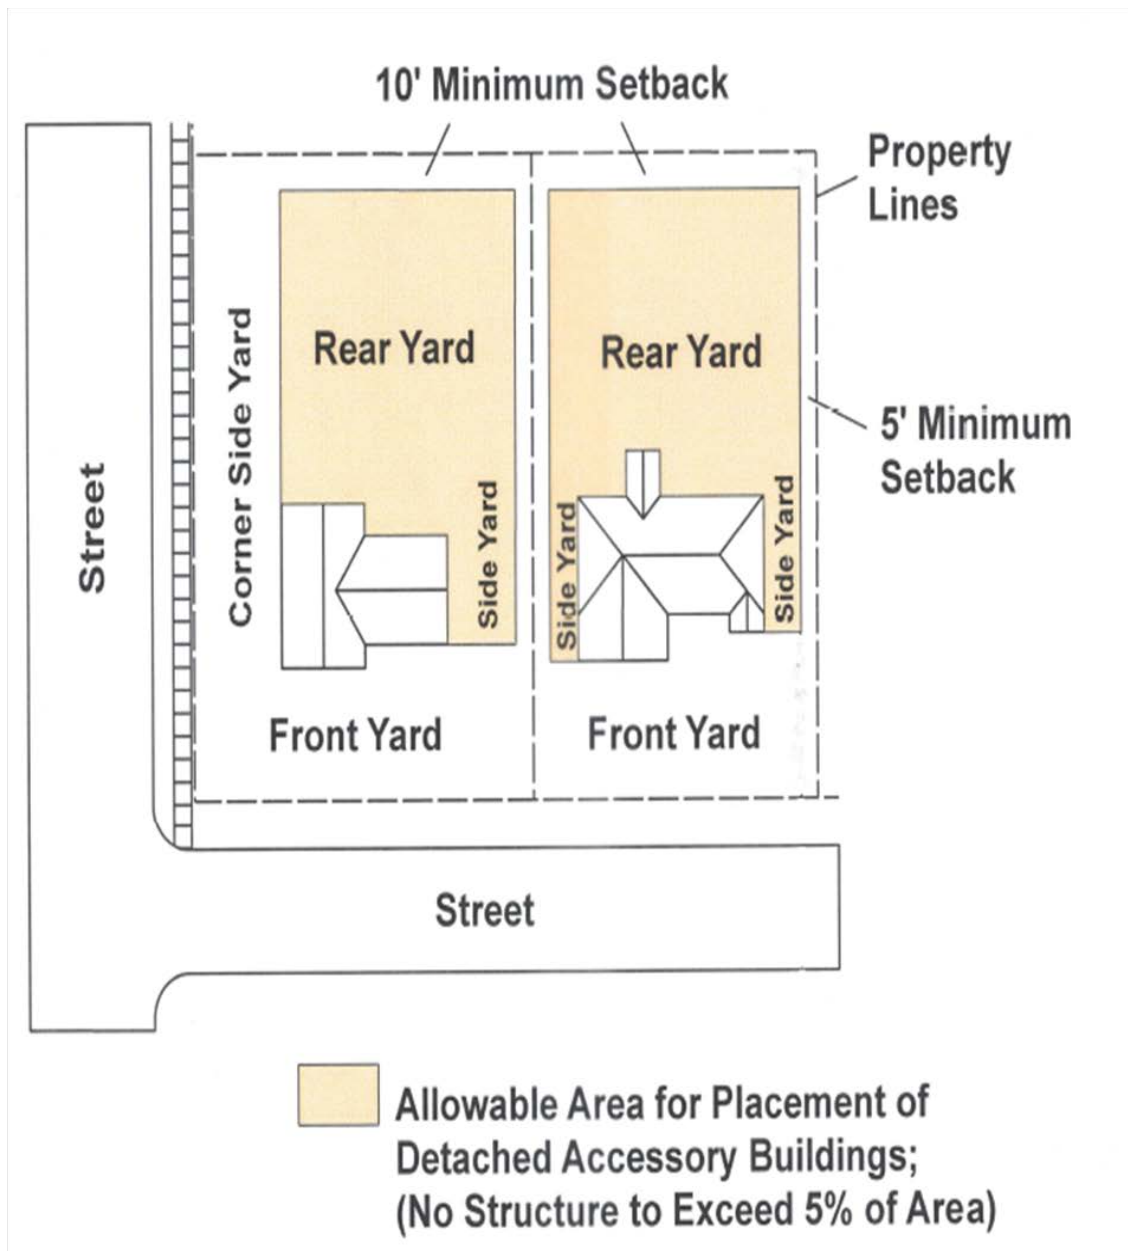 10' Minimum Setback
Property
Lines
Rear Yard
Rear Yard
Corner Side Yard
5' Minimum
Setback
Street
Side Yard
Side Yard
Side Yard
Front Yard
Front Yard
Street
Allowable Area for Placement of
Detached Accessory Buildings;
(No Structure to Exceed 5% of Area)